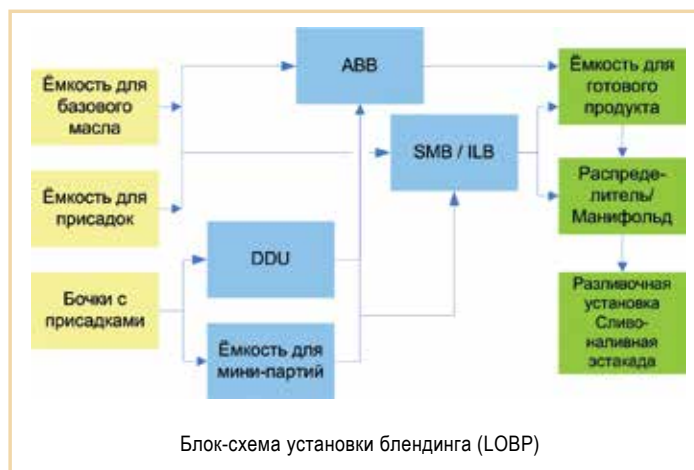 Ёмкость для
базового
масла
Ёмкость для
присадок
Бочки с
присадками
ABB
SMB / ILB
DDU
Ёмкость для
мини-партий
Ёмкость для
готового
продукта
Распреде-
литель/
Манифольд
Разливочная
установка
Сливо-
наливная
эстакада
Блок-схема установки блендинга (LOBP)